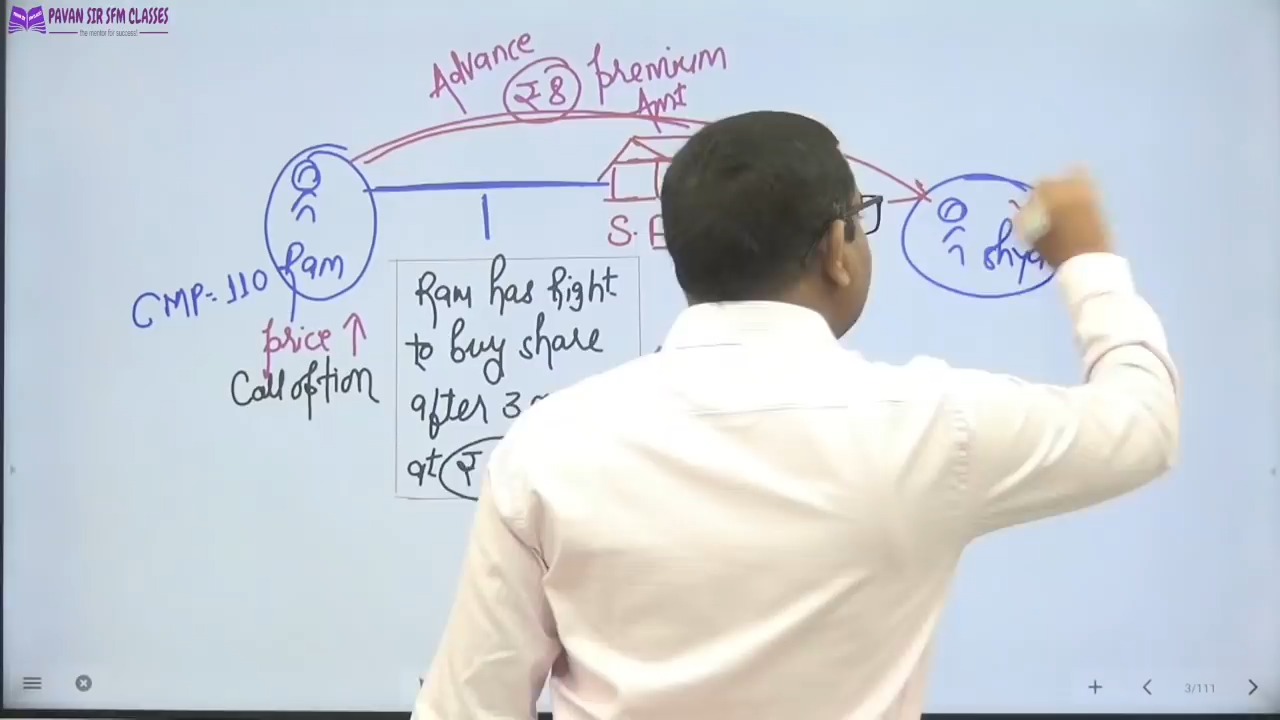 PAVAN SIR SFM CLASSES
the mentor for success!
Advance ₹8 premium
Amt
S.
Ram
CMP=110
price ↑
Call option
Ram has Right
to buy share
after 3
at ₹
3/111